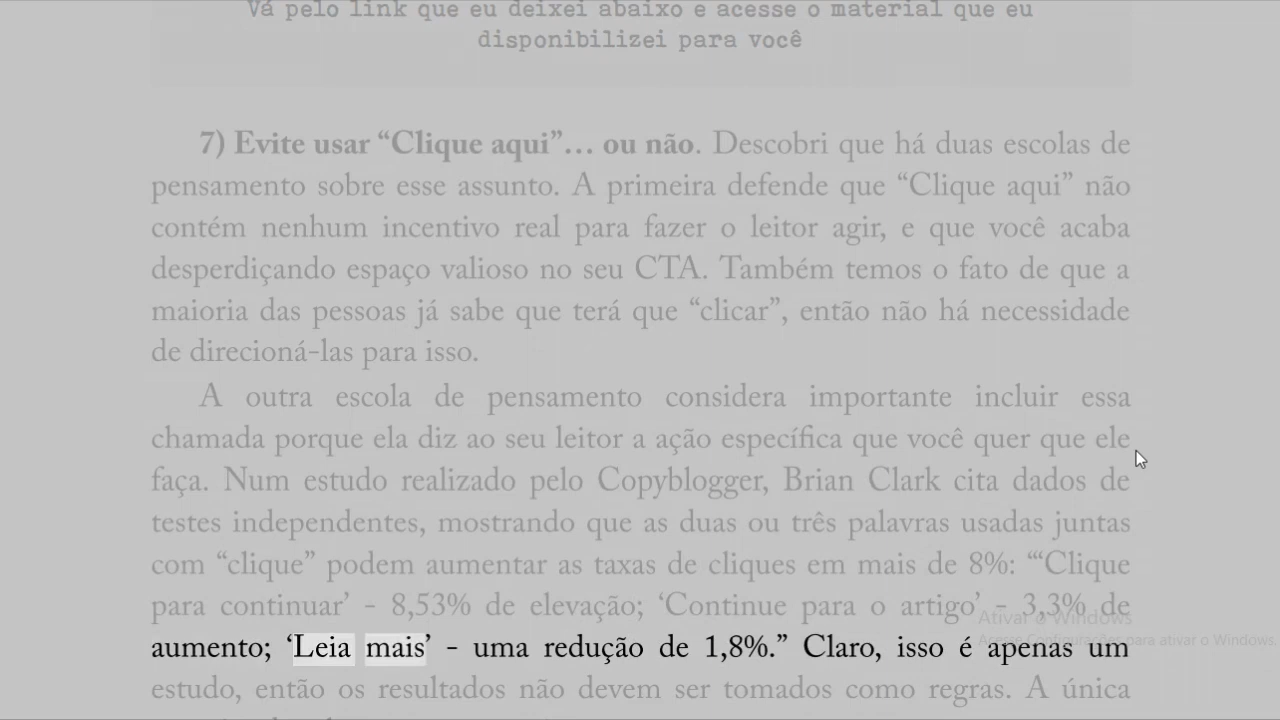 Vá pelo link que eu deixei abaixo e acesse o material que eu
disponibilizei para você
7) Evite usar “Clique aqui”… ou não. Descobri que há duas escolas de
pensamento sobre esse assunto. A primeira defende que “Clique aqui” não
contém nenhum incentivo real para fazer o leitor agir, e que você acaba
desperdiçando espaço valioso no seu CTA. Também temos o fato de que a
maioria das pessoas já sabe que terá que “clicar”, então não há necessidade
de direcioná-las para isso.
A outra escola de pensamento considera importante incluir essa
chamada porque ela diz ao seu leitor a ação específica que você quer que ele
faça. Num estudo realizado pelo Copyblogger, Brian Clark cita dados de
testes independentes, mostrando que as duas ou três palavras usadas juntas
com “clique” podem aumentar as taxas de cliques em mais de 8%: “‘Clique
para continuar’ - 8,53% de elevação; ‘Continue para o artigo’ - 3,3% de
Ativar o Windows
aumento; ‘Leia mais’ - uma redução de 1,8%.” Claro, isso é apenas um
Acesse Configurações para ativar o Windows.
estudo, então os resultados não devem ser tomados como regras. A única